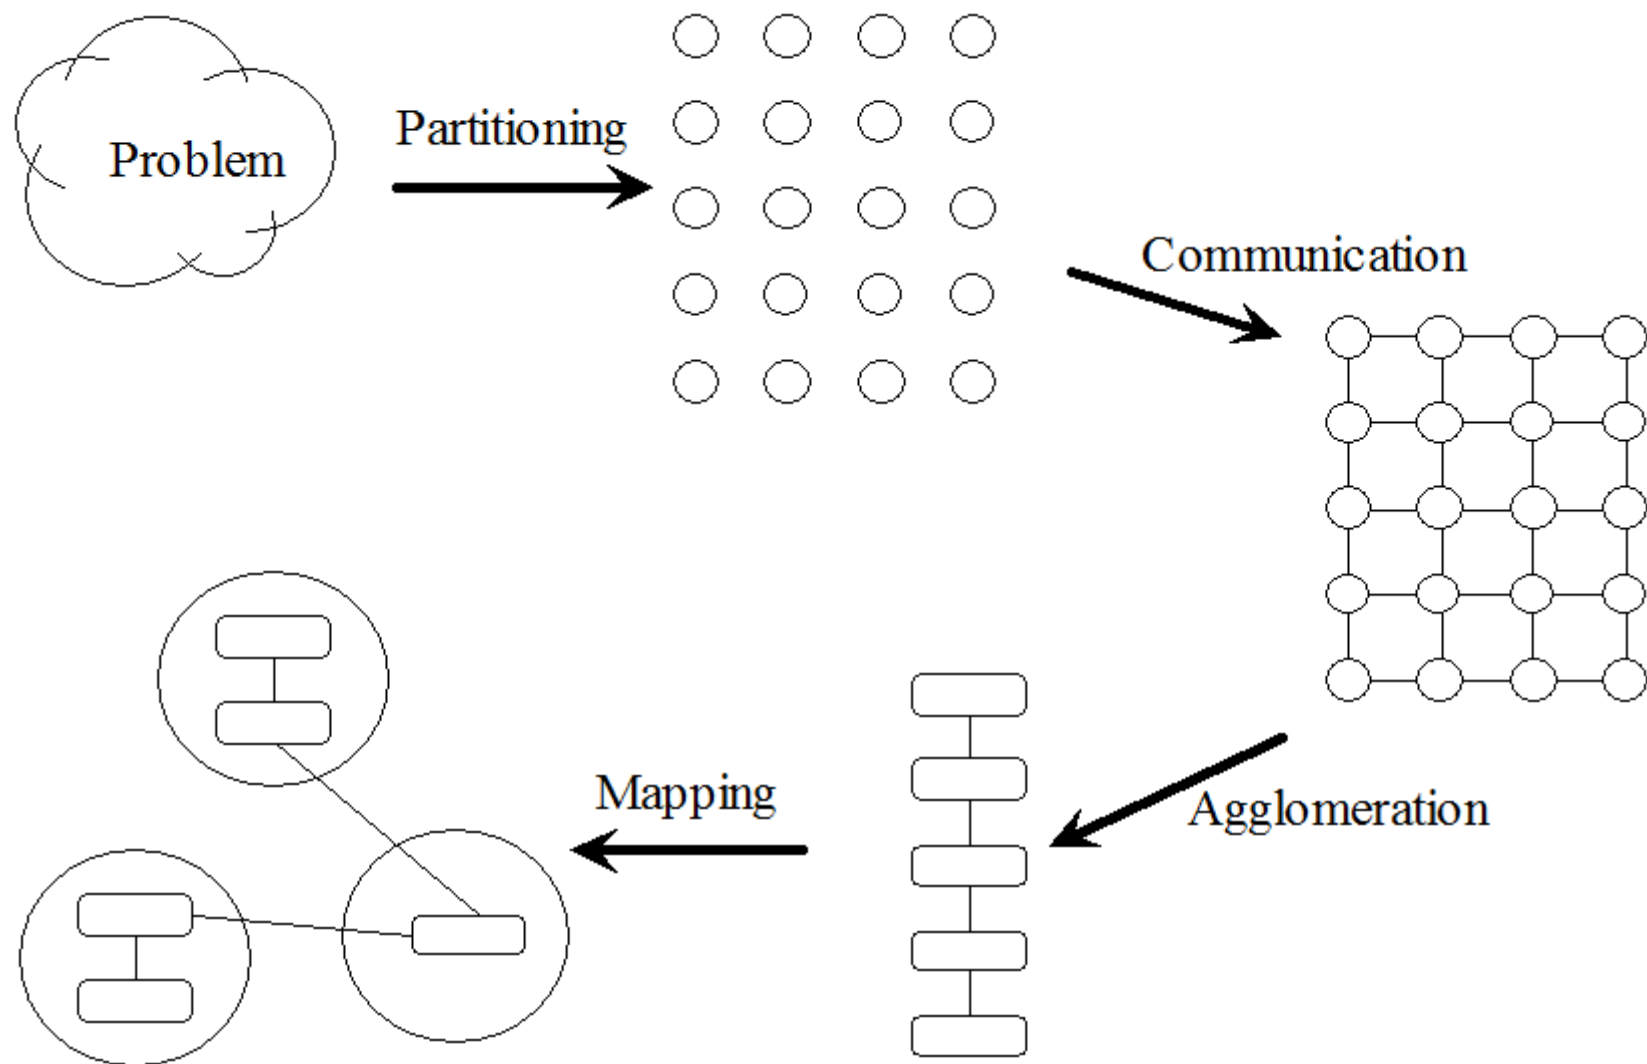 Problem
Partitioning
Communication
Agglomeration
Mapping